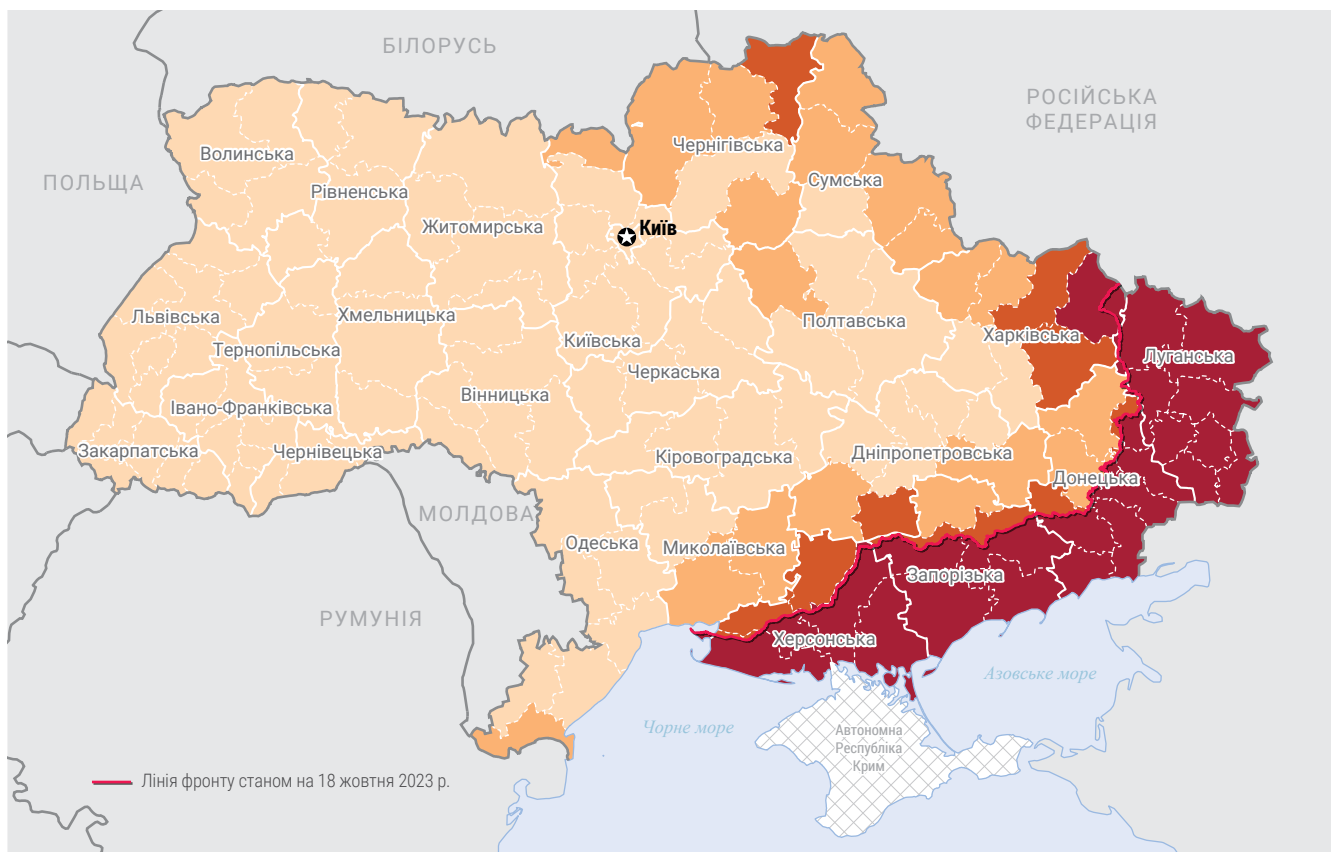 БІЛОРУСЬ
РОСІЙСЬКА
ФЕДЕРАЦІЯ
ПОЛЬЩА
Волинська
Рівненська
Житомирська
Київ
Чернігівська
Сумська
Львівська
Тернопільська
Хмельницька
Київська
Черкаська
Полтавська
Харківська
Луганська
Івано-Франківська
Закарпатська
Чернівецька
Вінницька
Кіровоградська
Дніпропетровська
Донецька
МОЛДОВА
Одеська
Миколаївська
Запорізька
Херсонська
РУМУНІЯ
Азовське море
Чорне море
Автономна
Республіка
Крим
Лінія фронту станом на 18 жовтня 2023 р.